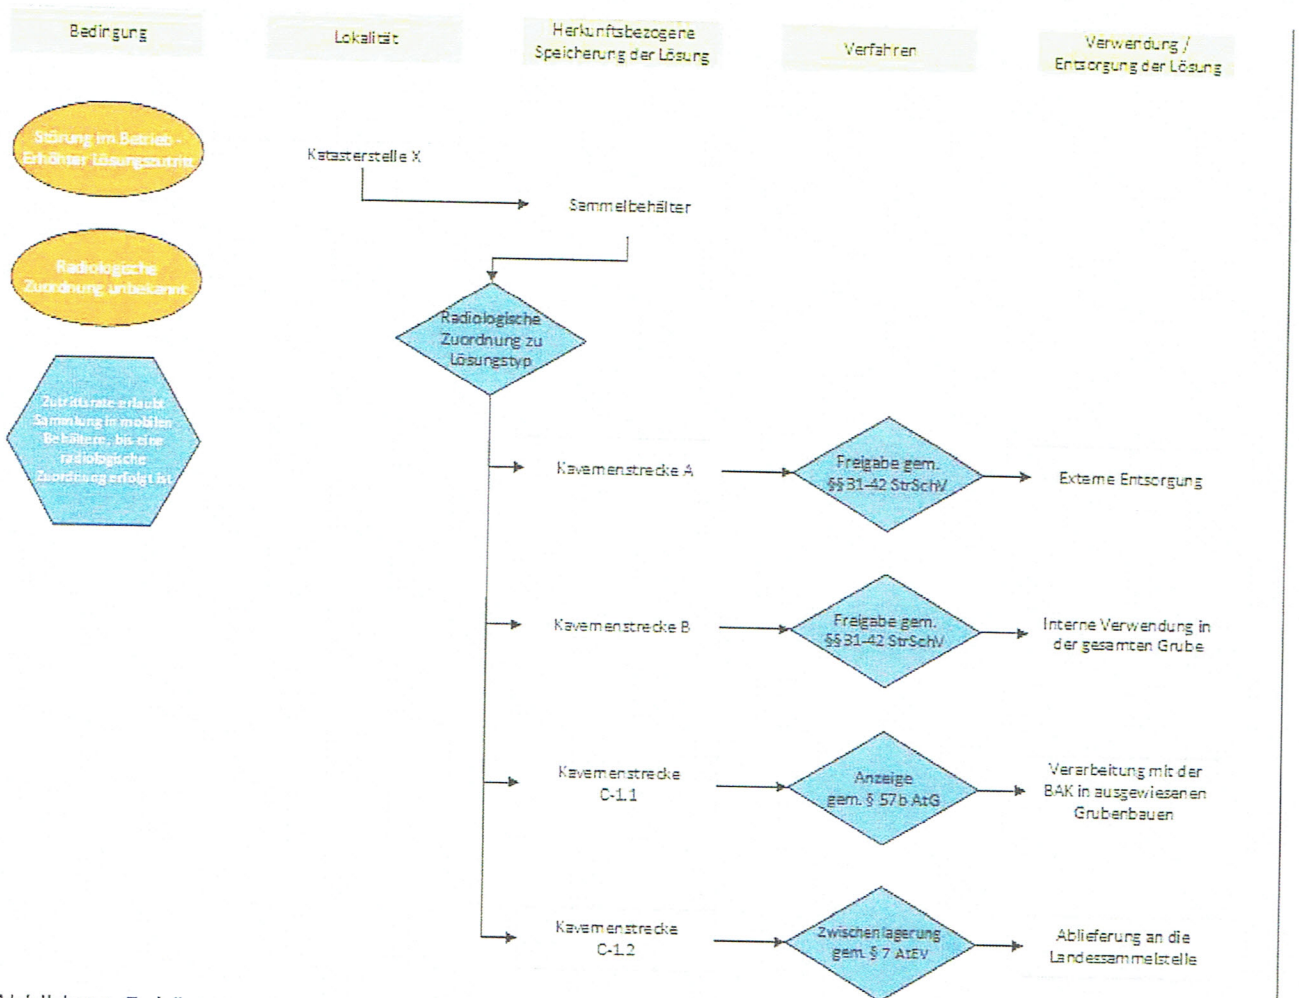 Bedingung
Lokalität
Herkunftsbezogene
Speicherung der Lösung
Verfahren
Verwendung /
Entsorgung der Lösung
Störung im Betrieb -
Erhöhter Lösungszutritt
Katasterstelle X
Sammelbehälter
Radiologische
Zuordnung unbekannt
Radiologische
Zuordnung zu
Lösungstyp
Zutrittsrate erlaubt
Sammlung in mobilen
Behältern, bis eine
radiologische
Zuordnung erfolgt ist
Kavernenstrecke A
Freigabe gem.
§§ 31-42 StrSchV
Externe Entsorgung
Kavernenstrecke B
Freigabe gem.
§§ 31-42 StrSchV
Interne Verwendung in
der gesamten Grube
Kavernenstrecke
C-1.1
Anzeige
gem. § 57b AtG
Verarbeitung mit der
BAK in ausgewiesenen
Grubenbauen
Kavernenstrecke
C-1.2
Zwischenlagerung
gem. § 7 AtEV
Ablieferung an die
Landessammelstelle